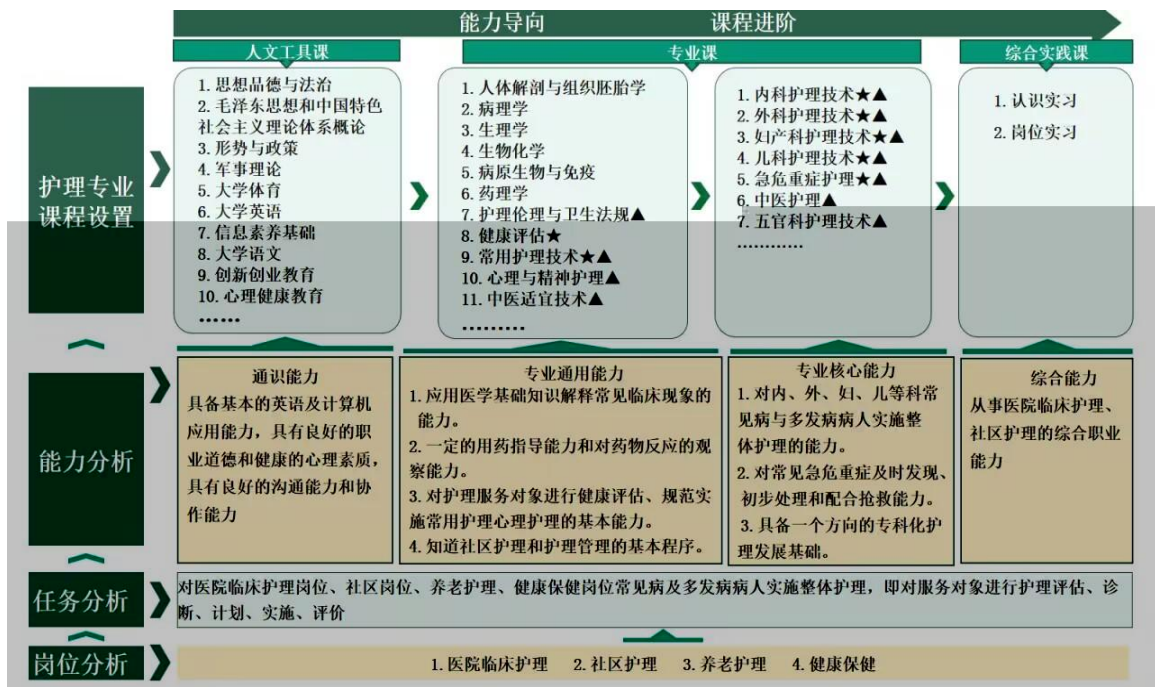 能力导向 课程进阶
人文工具课
专业课
综合实践课
护理专业
课程设置
1. 思想品德与法治
2. 毛泽东思想和中国特色
社会主义理论体系概论
3. 形势与政策
4. 军事理论
5. 大学体育
6. 大学英语
7. 信息素养基础
8. 大学语文
9. 创新创业教育
10. 心理健康教育
......
1. 人体解剖与组织胚胎学
2. 病理学
3. 生理学
4. 生物化学
5. 病原生物与免疫
6. 药理学
7. 护理伦理与卫生法规▲
8. 健康评估★
9. 常用护理技术★▲
10. 心理与精神护理▲
11. 中医适宜技术▲
.........
1. 内科护理技术★▲
2. 外科护理技术★▲
3. 妇产科护理技术★▲
4. 儿科护理技术★▲
5. 急危重症护理★▲
6. 中医护理▲
7. 五官科护理技术▲
............
1. 认识实习
2. 岗位实习
能力分析
通识能力
具备基本的英语及计算机
应用能力，具有良好的职
业道德和健康的心理素质，
具有良好的沟通能力和协
作能力
专业通用能力
1. 应用医学基础知识解释常见临床现象的
能力。
2. 一定的用药指导能力和对药物反应的观
察能力。
3. 对护理服务对象进行健康评估、规范实
施常用护理心理护理的基本能力。
4. 知道社区护理和护理管理的基本程序。
专业核心能力
1. 对内、外、妇、儿等科常
见病与多发病病人实施整
体护理的能力。
2. 对常见急危重症及时发现、
初步处理和配合抢救能力。
3. 具备一个方向的专科化护
理发展基础。
综合能力
从事医院临床护理、
社区护理的综合职业
能力
任务分析
对医院临床护理岗位、社区岗位、养老护理、健康保健岗位常见病及多发病病人实施整体护理，即对服务对象进行护理评估、诊
断、计划、实施、评价
岗位分析
1. 医院临床护理 2. 社区护理 3. 养老护理 4. 健康保健